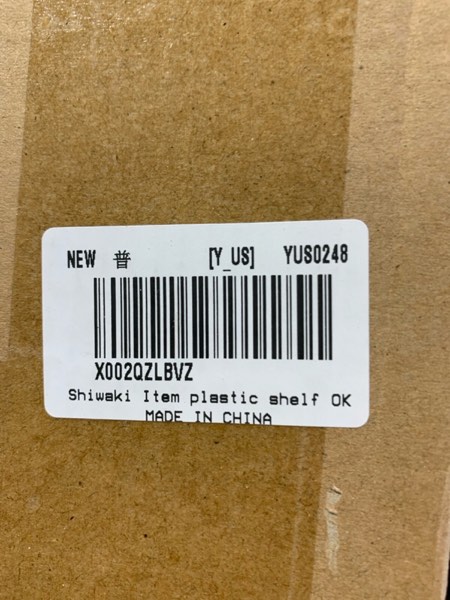 NEW 普 [Y_US] YUS0248
X002QZLBVZ
Shiwaki Item plastic shelf OK
MADE IN CHINA